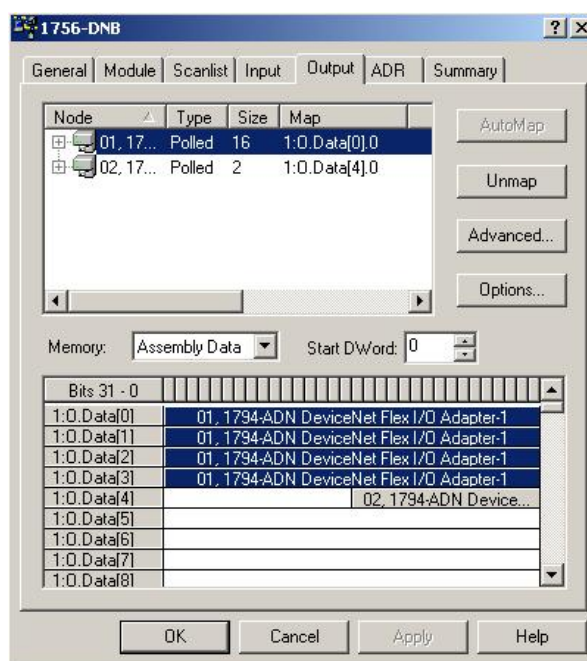 1756-DNB
General Module Scanlist Input Output ADR Summary
Node Type Size Map
01, 17... Polled 16 1:O.Data[0].0
02, 17... Polled 2 1:O.Data[4].0
AutoMap
Unmap
Advanced...
Options...
Memory: Assembly Data Start DWord: 0
Bits 31 - 0
1:O.Data[0] 01, 1794-ADN DeviceNet Flex I/O Adapter-1
1:O.Data[1] 01, 1794-ADN DeviceNet Flex I/O Adapter-1
1:O.Data[2] 01, 1794-ADN DeviceNet Flex I/O Adapter-1
1:O.Data[3] 01, 1794-ADN DeviceNet Flex I/O Adapter-1
1:O.Data[4] 02, 1794-ADN Device...
1:O.Data[5]
1:O.Data[6]
1:O.Data[7]
1:O.Data[8]
OK Cancel Apply Help